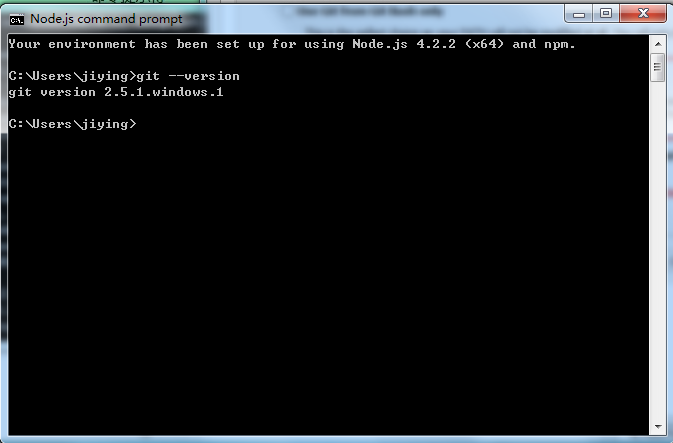 Node.js command prompt
Your environment has been set up for using Node.js 4.2.2 (x64) and npm.
C:\Users\jiying>git --version
git version 2.5.1.windows.1
C:\Users\jiying>